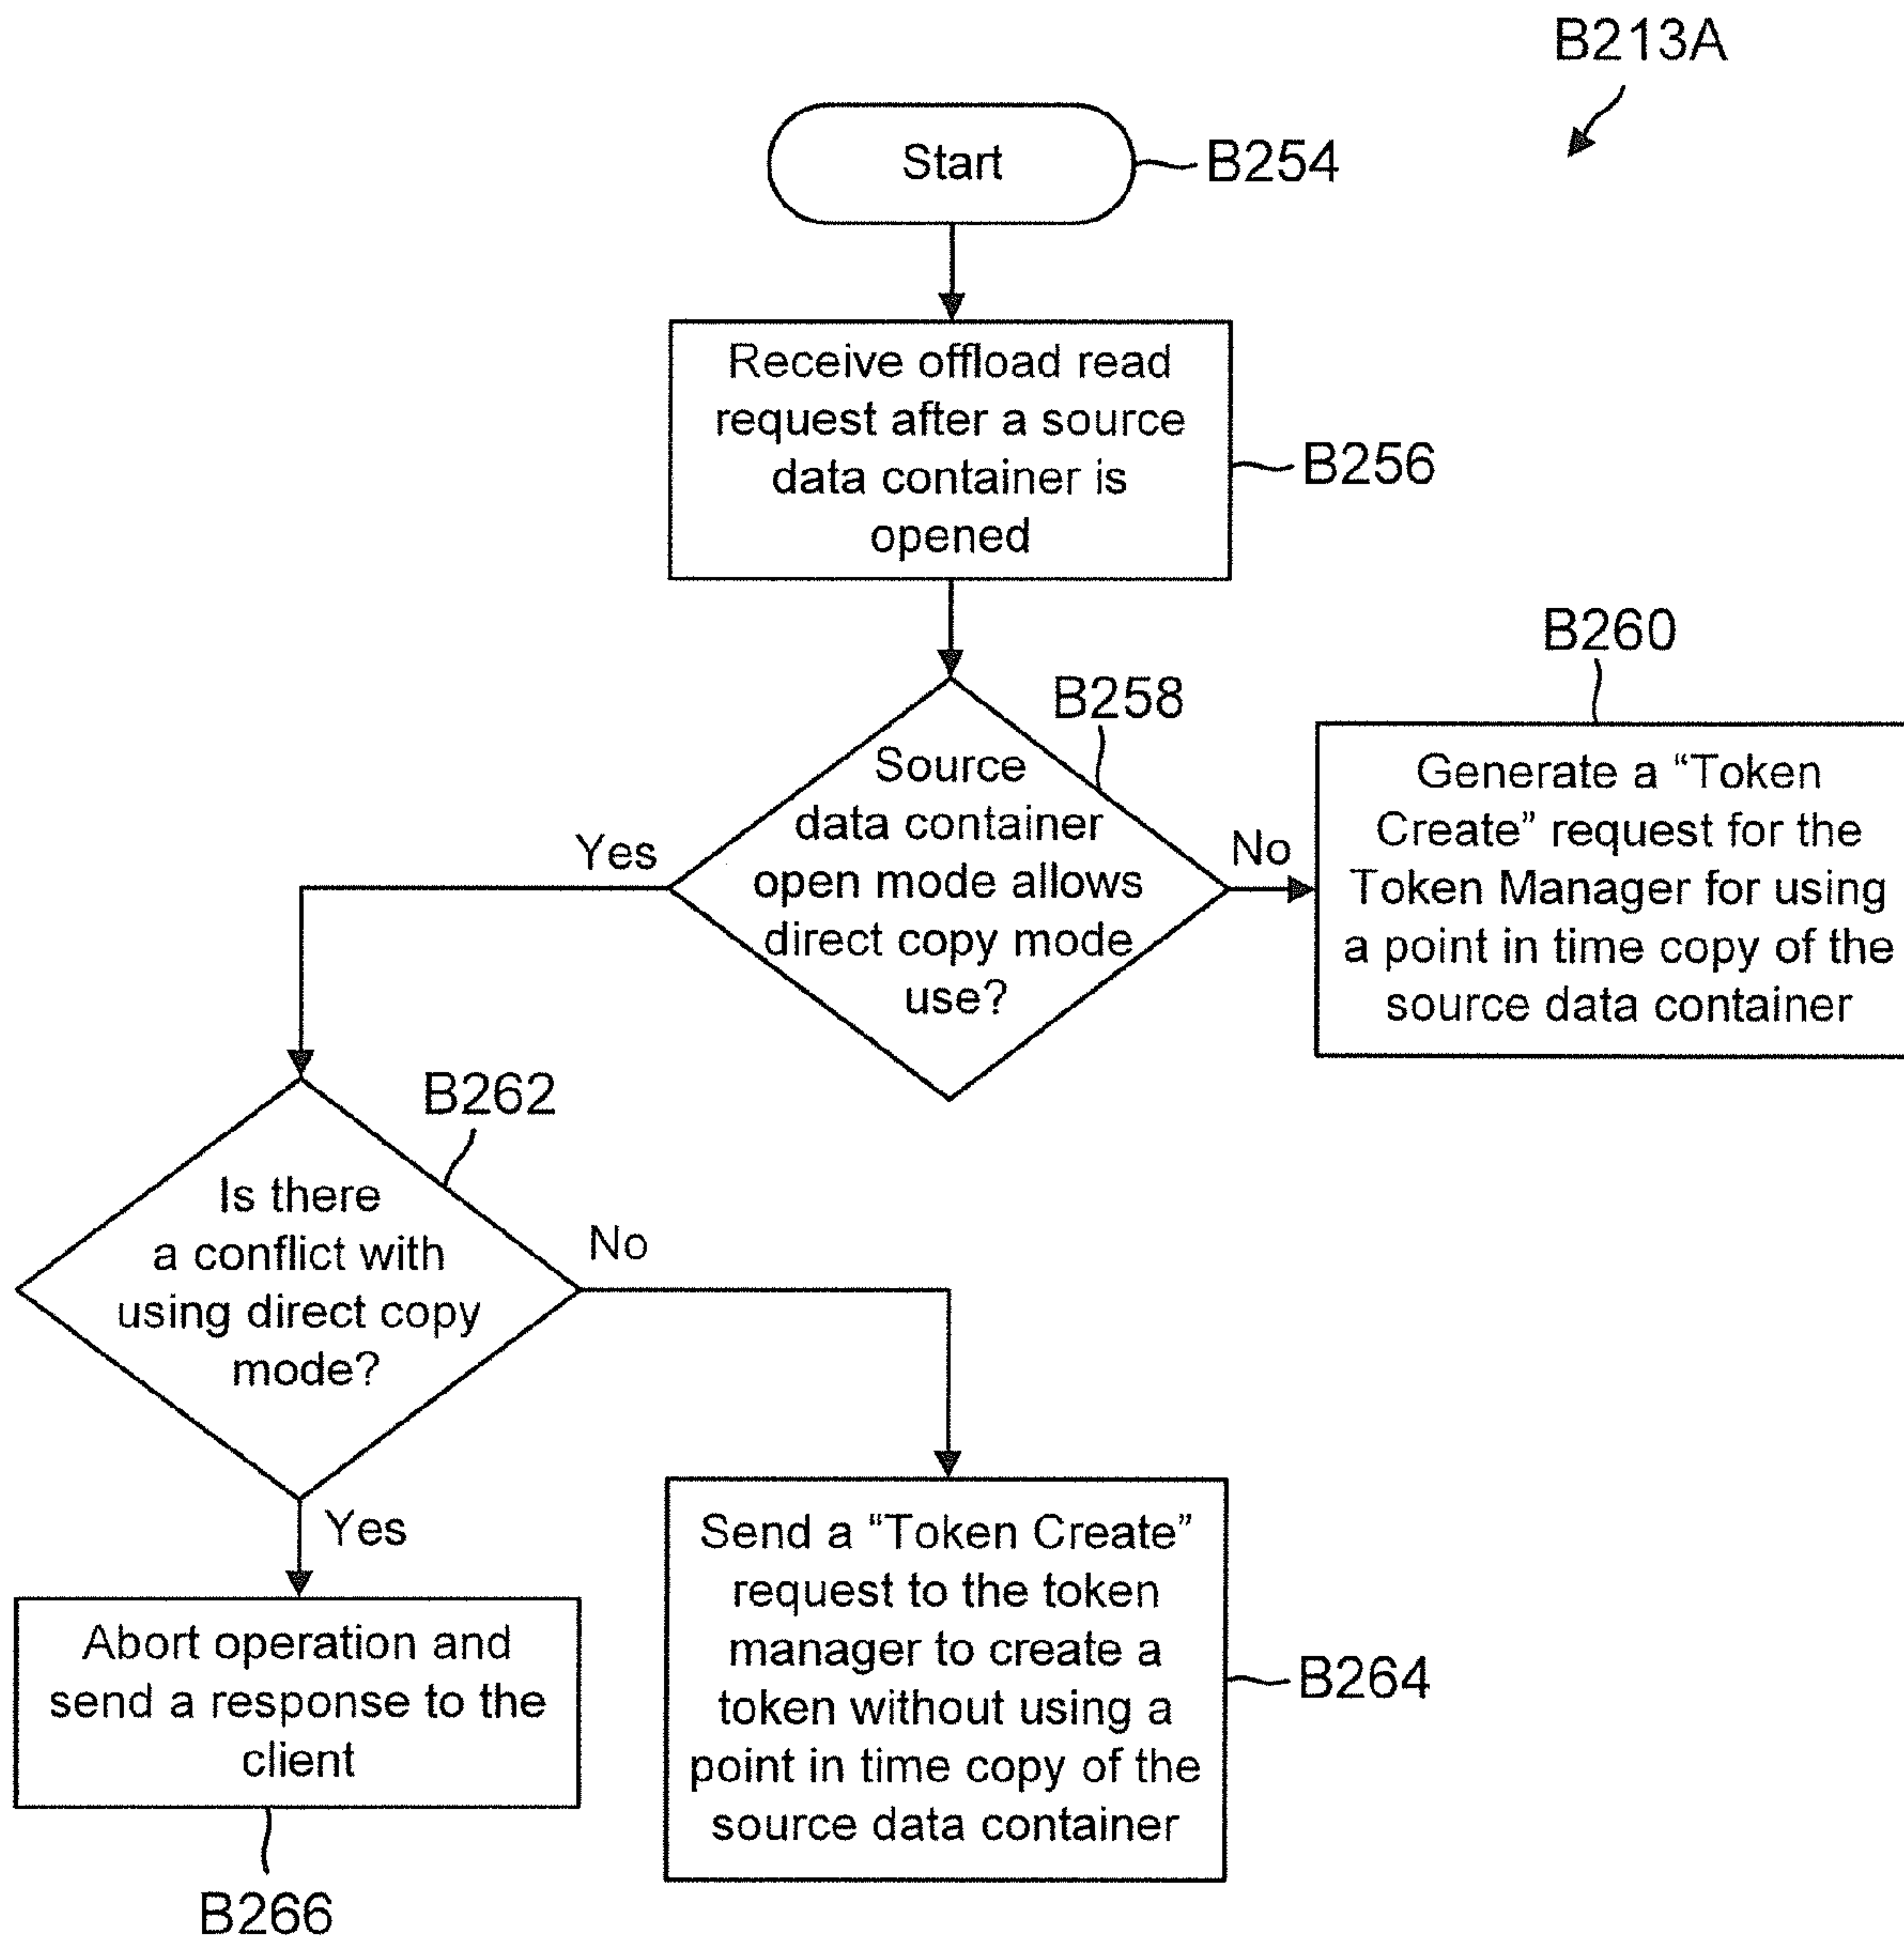 B213A
Start
B254
Receive offload read
request after a source
data container is
opened
B256
B258
Source
data container
open mode allows
direct copy mode
use?
Yes
No
B260
Generate a “Token
Create” request for the
Token Manager for using
a point in time copy of the
source data container
B262
Is there
a conflict with
using direct copy
mode?
No
Yes
Abort operation and
send a response to the
client
B266
Send a “Token Create”
request to the token
manager to create a
token without using a
point in time copy of the
source data container
B264